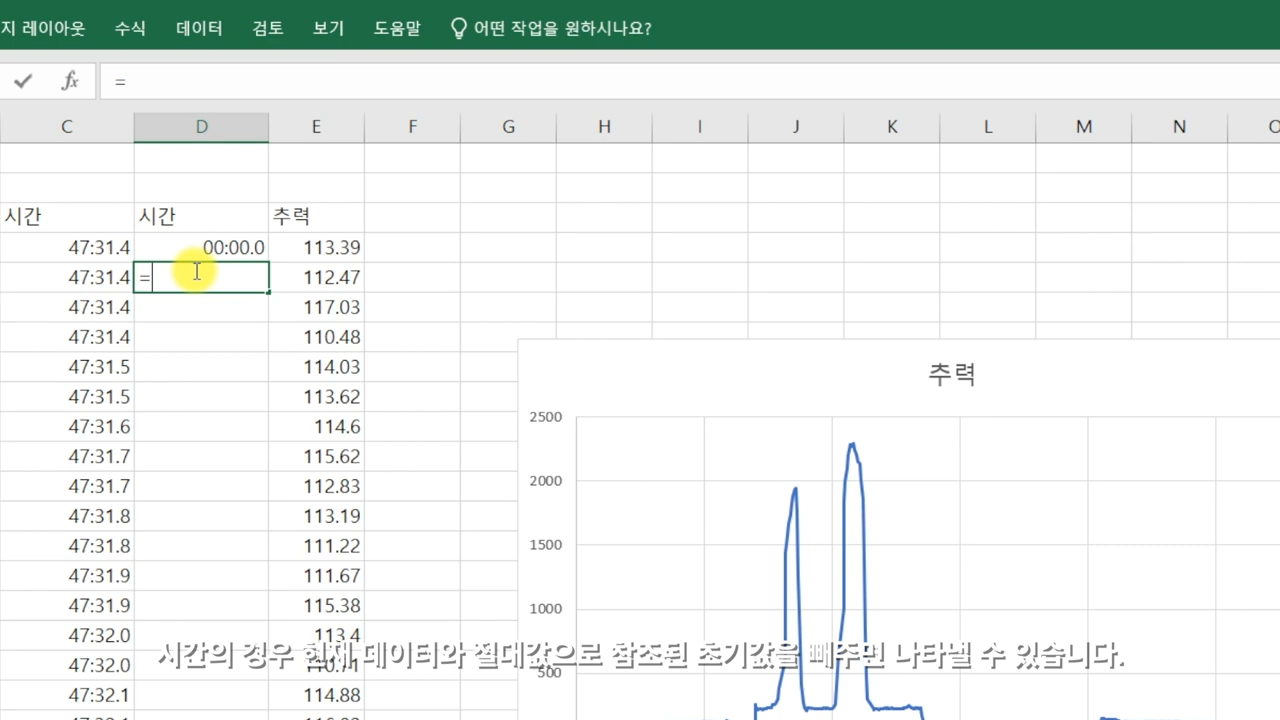 지 레이아웃 수식 데이터 검토 보기 도움말 어떤 작업을 원하시나요?
fx =
C D E F G H I J K L M N O
시간 시간 추력
47:31.4 00:00.0 113.39
47:31.4 = 112.47
47:31.4 117.03
47:31.4 110.48
47:31.5 114.03
47:31.5 113.62
47:31.6 114.6
47:31.7 115.62
47:31.7 112.83
47:31.8 113.19
47:31.8 111.22
47:31.9 111.67
47:31.9 115.38
47:32.0 113.4
47:32.0
47:32.1 114.88
추력
2500
2000
1500
1000
500
시간의 경우 현재 데이터와 절대값으로 참조된 초기값을 빼주면 나타낼 수 있습니다.